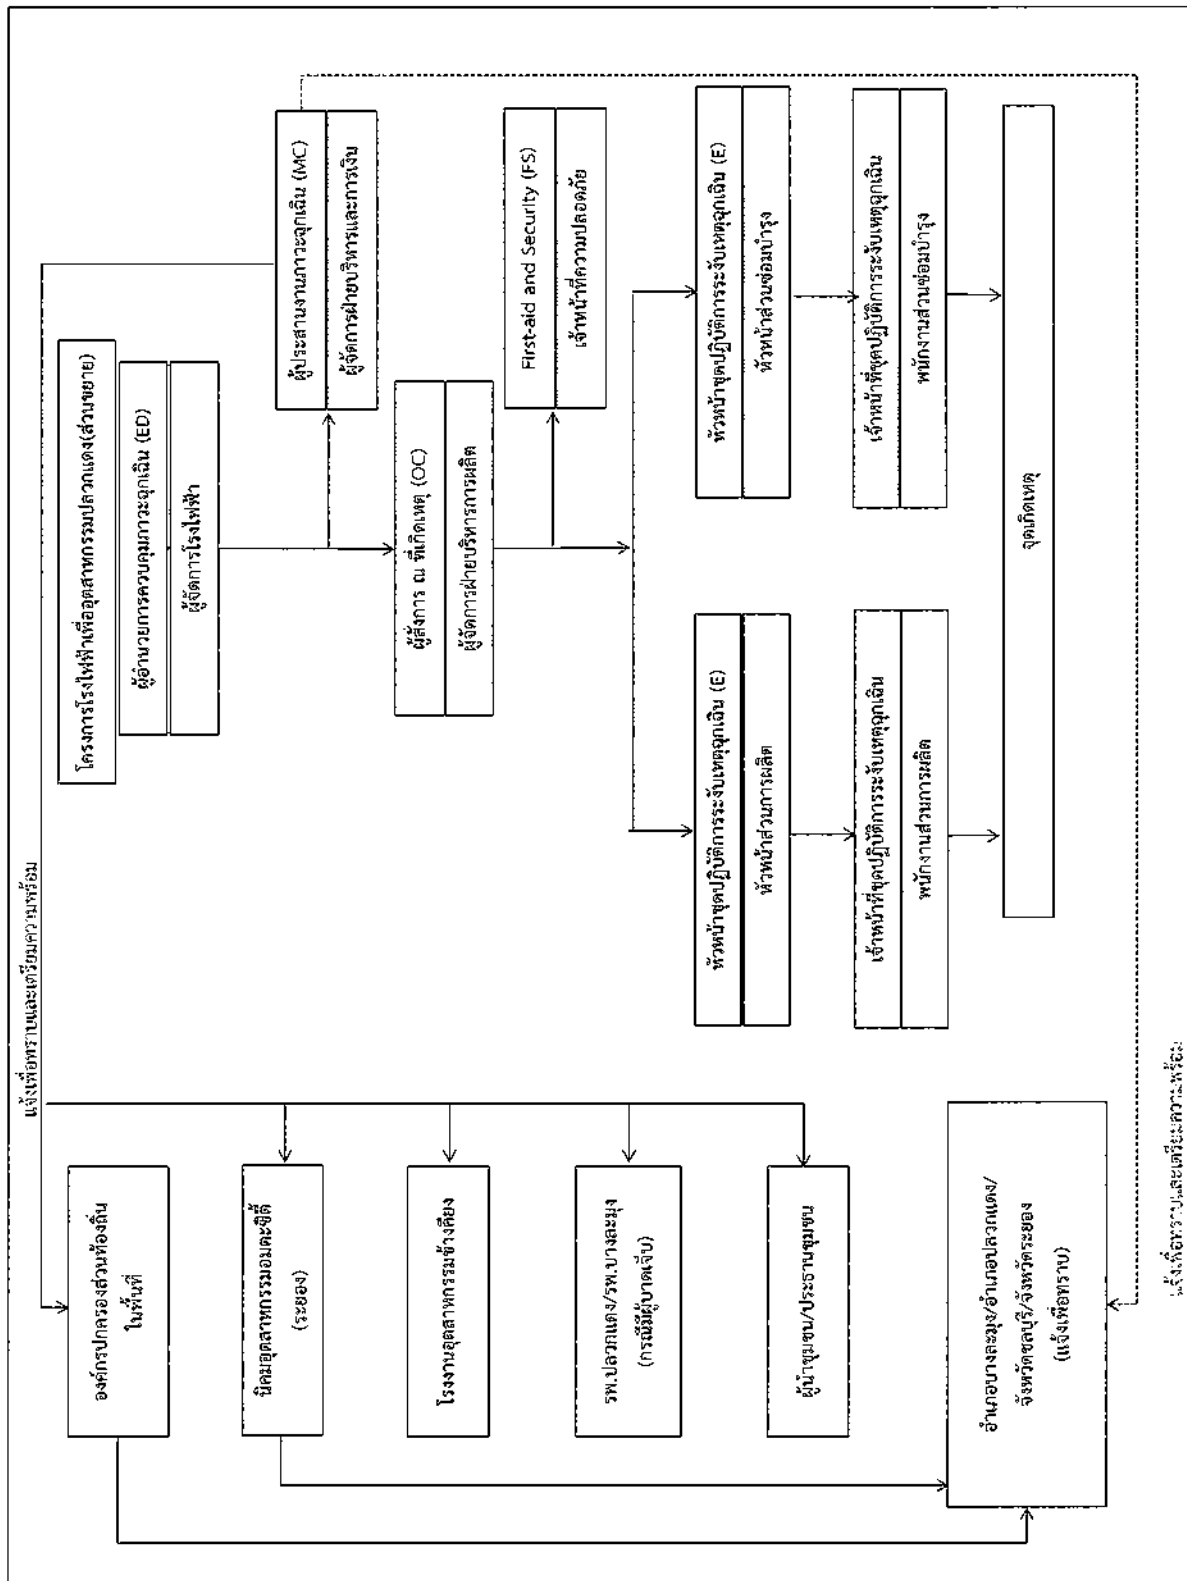 แจ้งเพื่อทราบและเตรียมความพร้อม
โครงการโรงไฟฟ้าเพื่ออุตสาหกรรมปลวกแดง(ส่วนขยาย)
ผู้อำนวยการควบคุมภาวะฉุกเฉิน (ED)
ผู้จัดการโรงไฟฟ้า
ผู้ประสานงานภาวะฉุกเฉิน (MC)
ผู้จัดการฝ่ายบริหารและการเงิน
ผู้สั่งการ ณ ที่เกิดเหตุ (OC)
ผู้จัดการฝ่ายบริหารการผลิต
First-aid and Security (FS)
เจ้าหน้าที่ความปลอดภัย
หัวหน้าชุดปฏิบัติการระงับเหตุฉุกเฉิน (E)
หัวหน้าส่วนการผลิต
หัวหน้าชุดปฏิบัติการระงับเหตุฉุกเฉิน (E)
หัวหน้าส่วนซ่อมบำรุง
เจ้าหน้าที่ชุดปฏิบัติการระงับเหตุฉุกเฉิน
พนักงานส่วนการผลิต
เจ้าหน้าที่ชุดปฏิบัติการระงับเหตุฉุกเฉิน
พนักงานส่วนซ่อมบำรุง
จุดเกิดเหตุ
องค์กรปกครองส่วนท้องถิ่น
ในพื้นที่
นิคมอุตสาหกรรมอมตะซิตี้
(ระยอง)
โรงงานอุตสาหกรรมข้างเคียง
รพ.ปลวกแดง/รพ.บางละมุง
(กรณีมีผู้บาดเจ็บ)
ผู้นำชุมชน/ประธานชุมชน
อำเภอบางละมุง/อำเภอปลวกแดง/
จังหวัดชลบุรี/จังหวัดระยอง
(แจ้งเพื่อทราบ)
แจ้งเพื่อทราบและเตรียมความพร้อม